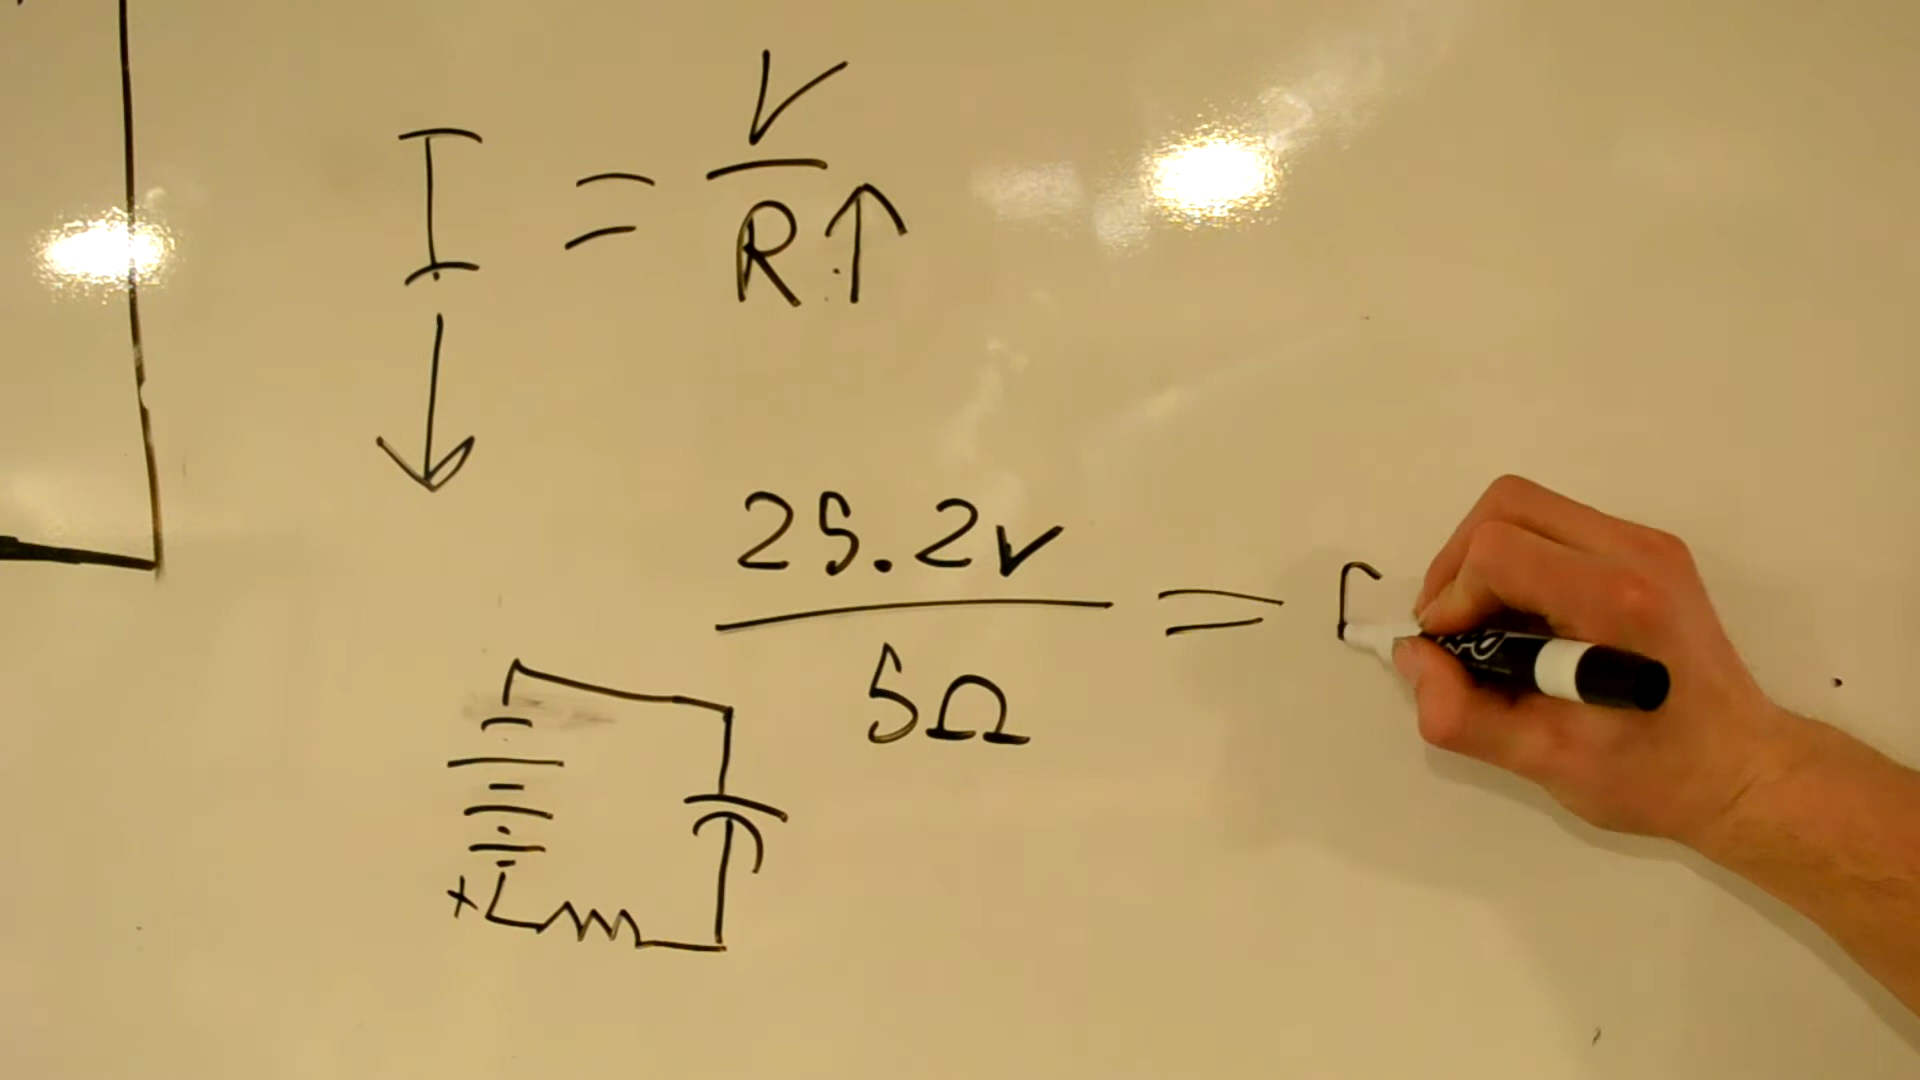 I = V/R↑
↓
25.2v/5Ω =
+